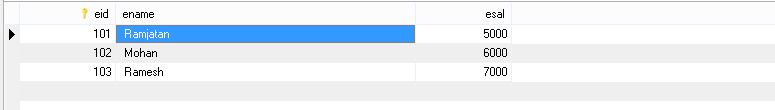 eid ename esal
101 Ramjatan 5000
102 Mohan 6000
103 Ramesh 7000